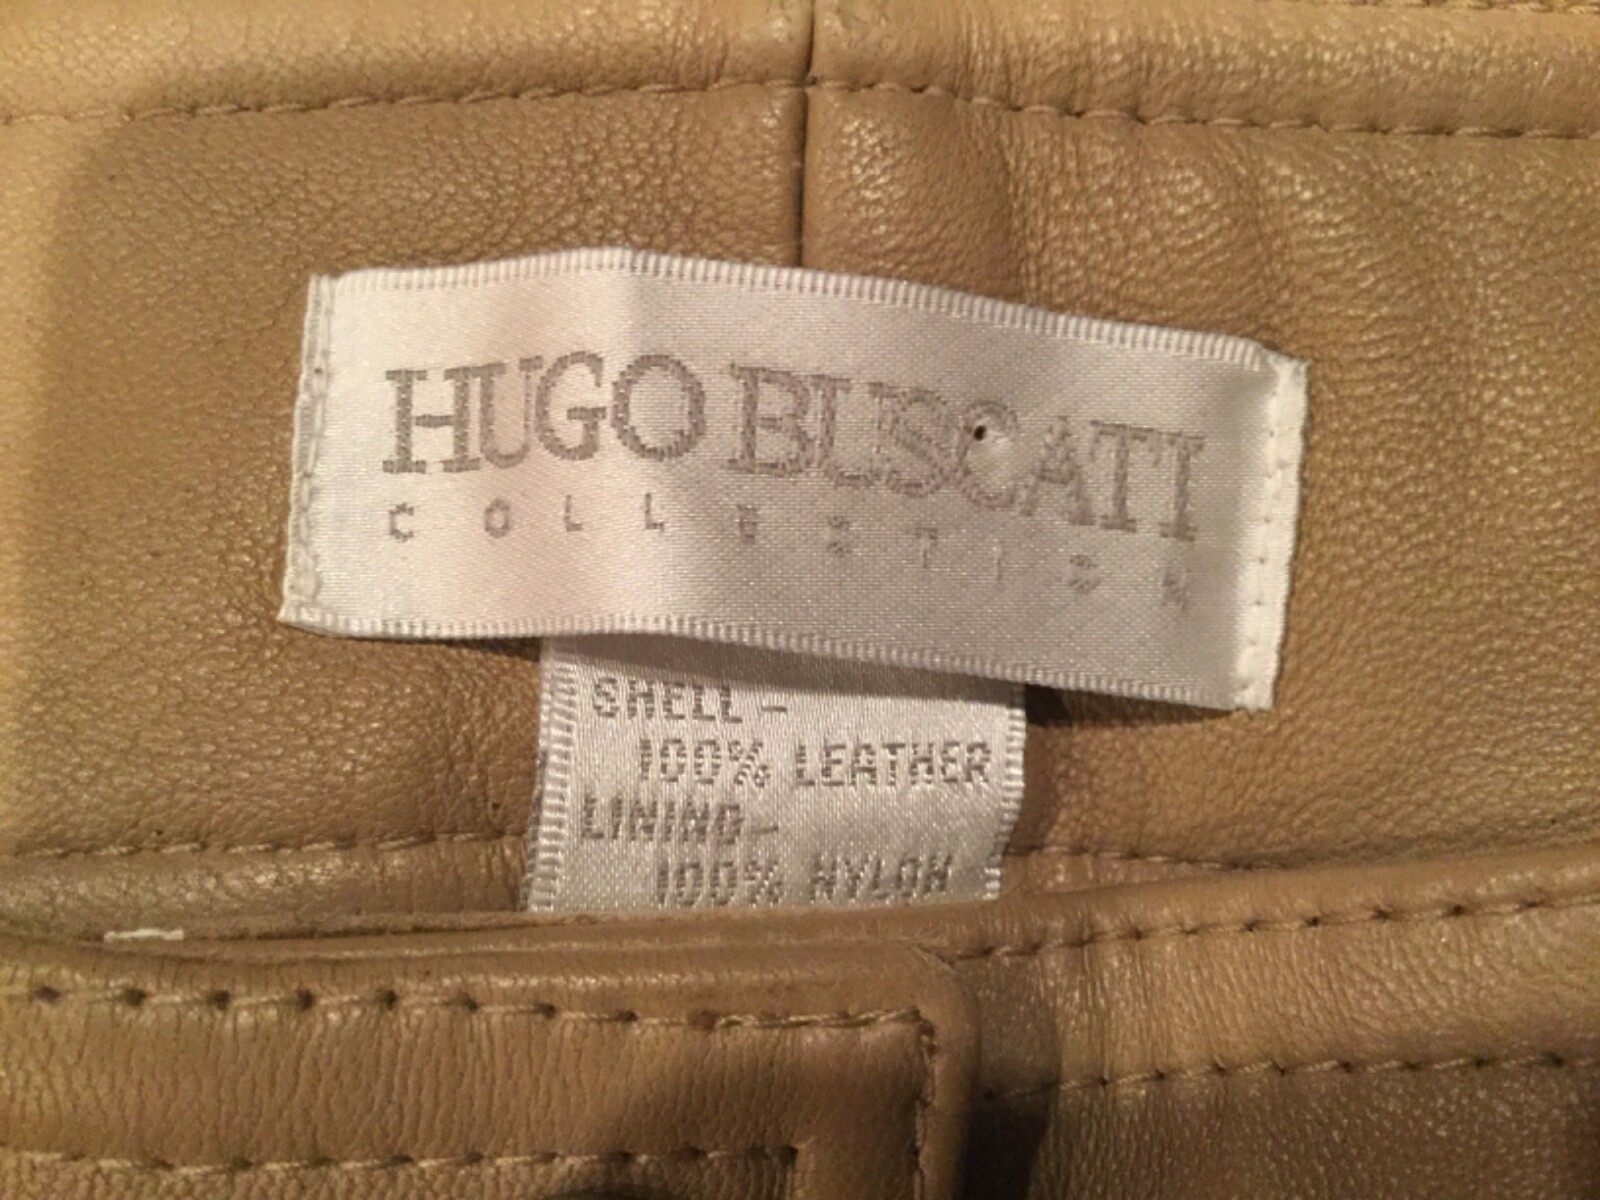 HUGO BUSCATI
COLLECTION
SHELL-
100% LEATHER
LINING-
100% NYLON